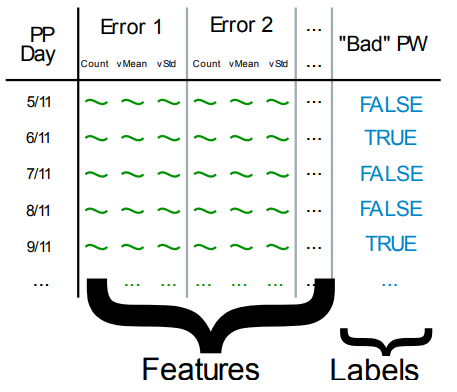 PP Day Error 1 Error 2 ... "Bad" PW
Count vMean vStd Count vMean vStd ...
5/11 ~ ~ ~ ~ ~ ~ ... FALSE
6/11 ~ ~ ~ ~ ~ ~ ... TRUE
7/11 ~ ~ ~ ~ ~ ~ ... FALSE
8/11 ~ ~ ~ ~ ~ ~ ... FALSE
9/11 ~ ~ ~ ~ ~ ~ ... TRUE
... ... ... ... ... ... ... ...
Features Labels